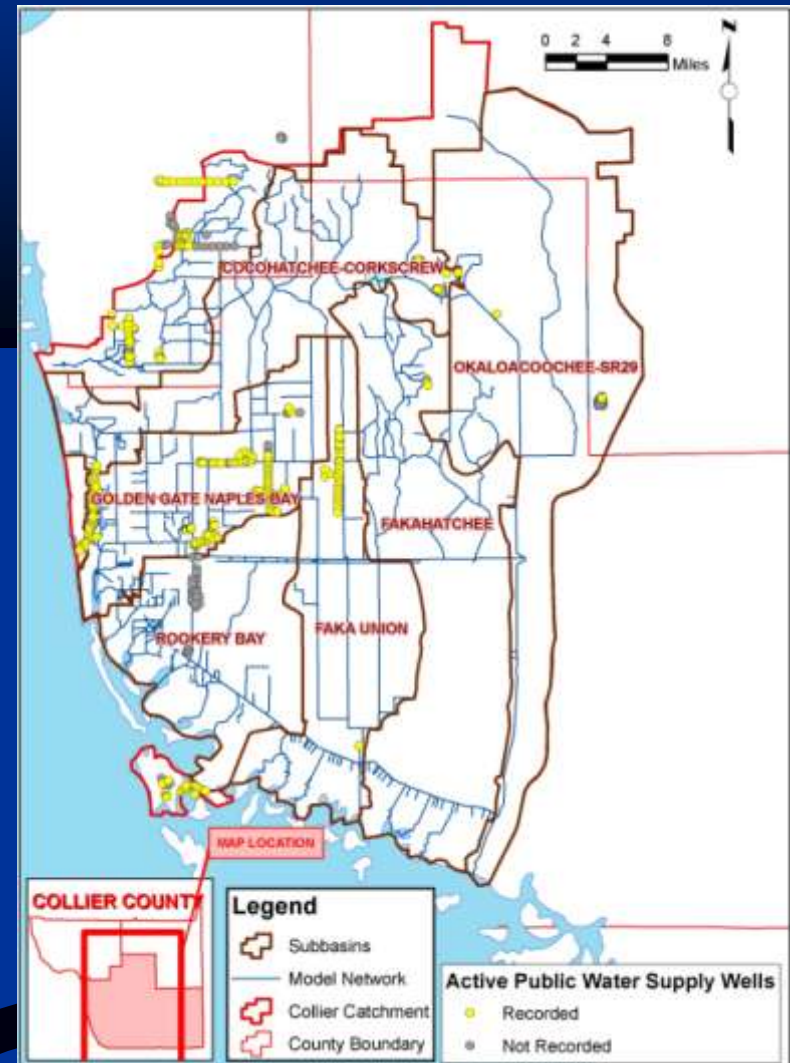 0 2 4 8
Miles
N
COCOHATCHEE-CORKSCREW
OKALOACOOCHEE-SR29
GOLDEN GATE NAPLES BAY
FAKAHATCHEE
ROOKERY BAY
FAKA UNION
MAP LOCATION
COLLIER COUNTY
Legend
Subbasins
Model Network
Collier Catchment
County Boundary
Active Public Water Supply Wells
Recorded
Not Recorded